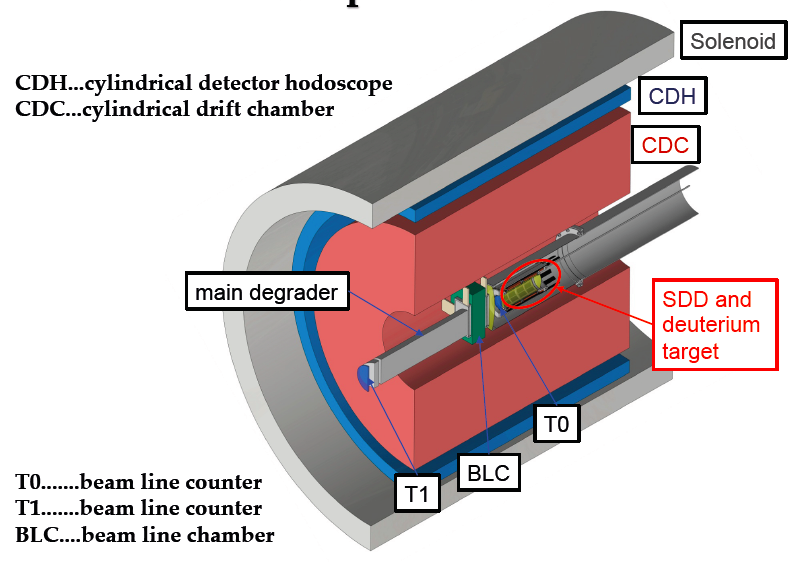 Solenoid
CDH...cylindrical detector hodoscope
CDC...cylindrical drift chamber
CDH
CDC
main degrader
SDD and
deuterium
target
T0
BLC
T1
T0.......beam line counter
T1.......beam line counter
BLC....beam line chamber